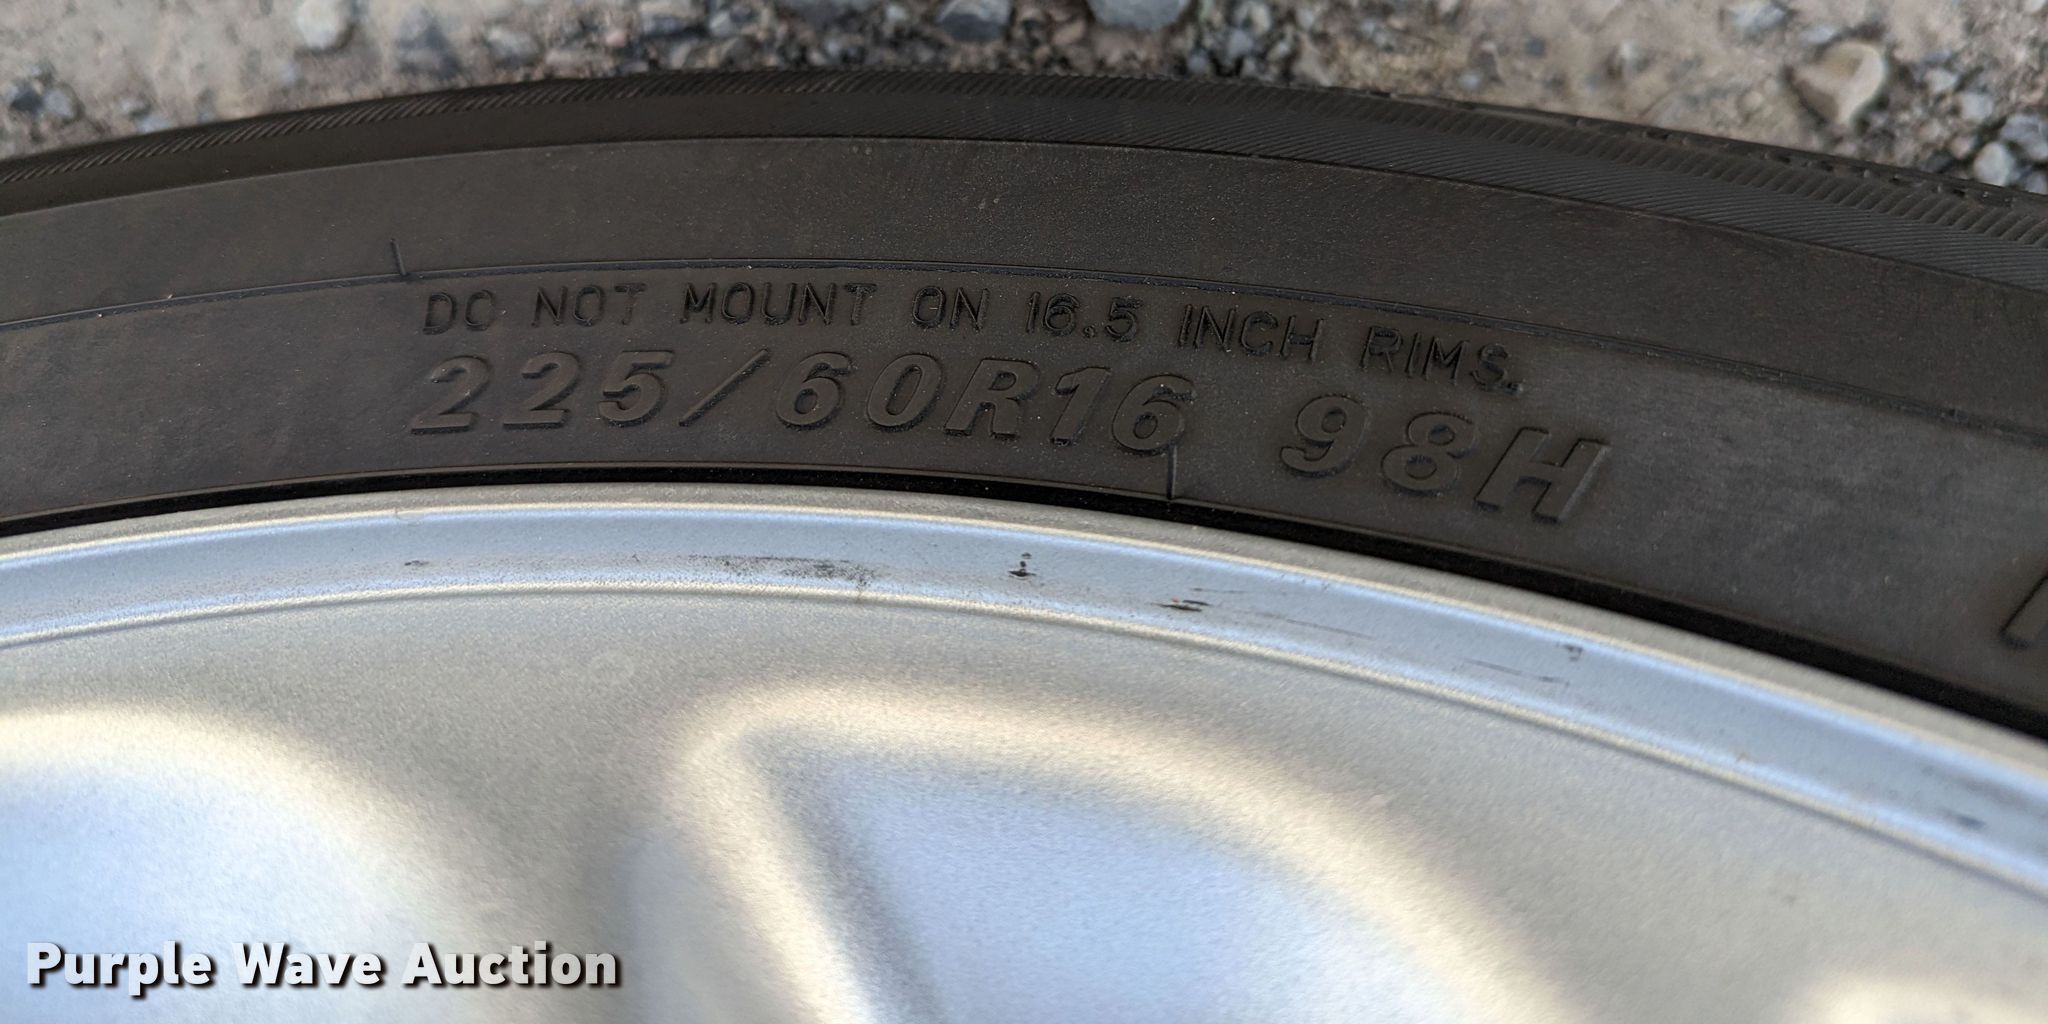 DO NOT MOUNT ON 16.5 INCH RIMS.
225/60R16 98H
Purple Wave Auction